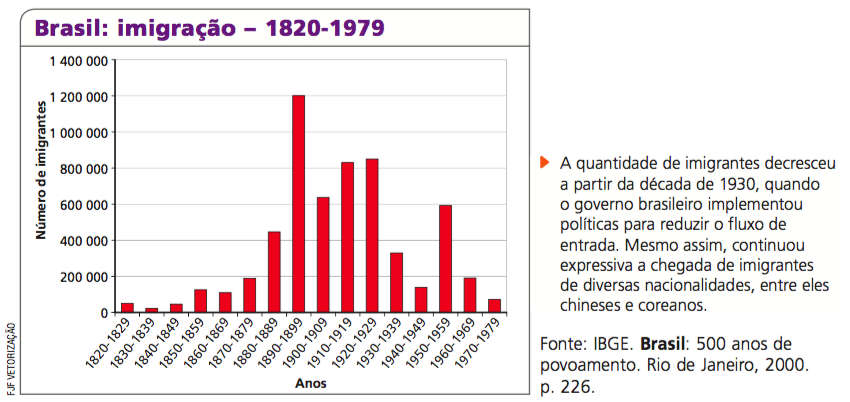 Brasil: imigração – 1820-1979
Número de imigrantes
1 400 000
1 200 000
1 000 000
800 000
600 000
400 000
200 000
0
1820-1829
1830-1839
1840-1849
1850-1859
1860-1869
1870-1879
1880-1889
1890-1899
1900-1909
1910-1919
1920-1929
1930-1939
1940-1949
1950-1959
1960-1969
1970-1979
Anos
FJF VETORIZAÇÃO
A quantidade de imigrantes decresceu
a partir da década de 1930, quando
o governo brasileiro implementou
políticas para reduzir o fluxo de
entrada. Mesmo assim, continuou
expressiva a chegada de imigrantes
de diversas nacionalidades, entre eles
chineses e coreanos.
Fonte: IBGE. Brasil: 500 anos de
povoamento. Rio de Janeiro, 2000.
p. 226.